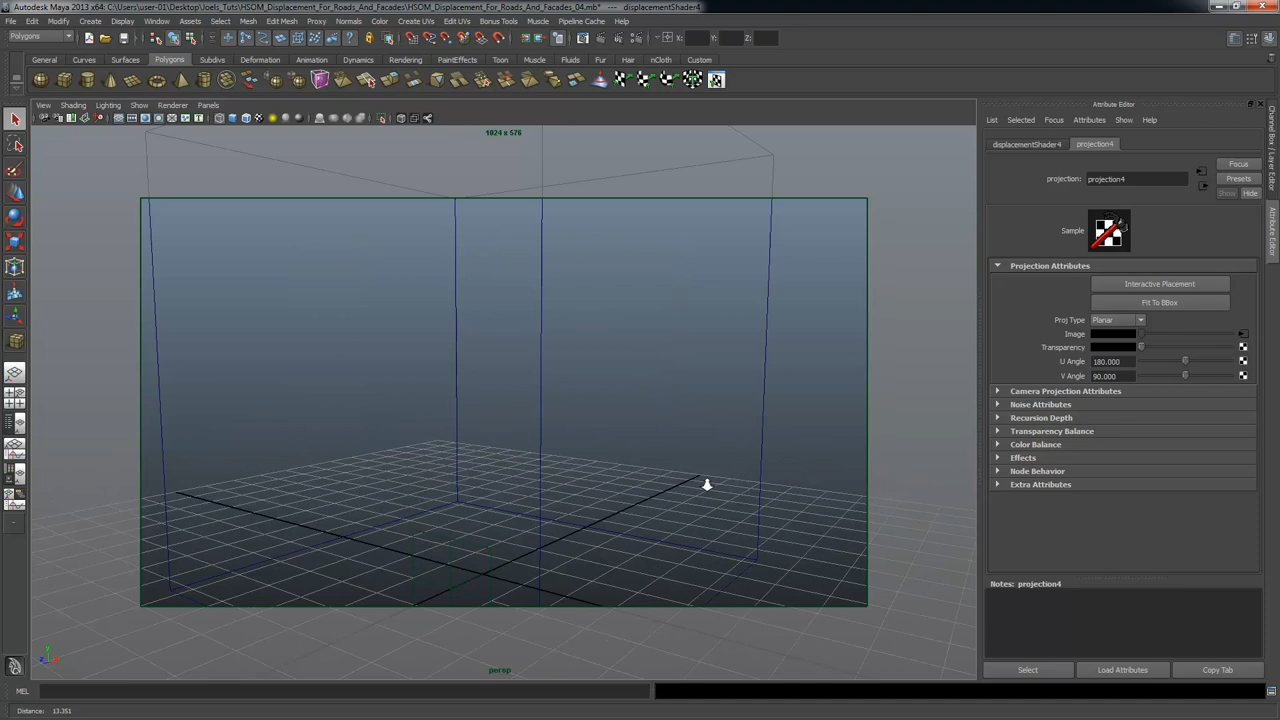 Autodesk Maya 2013 x64: C:\Users\user-01\Desktop\Joels_Tuts\HSOM_Displacement_For_Roads_And_Facades\HSOM_Displacement_For_Roads_And_Facades_04.mb* --- displacementShader4
File Edit Modify Create Display Window Assets Select Mesh Edit Mesh Proxy Normals Color Create UVs Edit UVs Bonus Tools Muscle Pipeline Cache Help
Polygons X: Y: Z:
General Curves Surfaces Polygons Subdivs Deformation Animation Dynamics Rendering PaintEffects Toon Muscle Fluids Fur Hair nCloth Custom
View Shading Lighting Show Renderer Panels
1024 x 576
persp
Attribute Editor
List Selected Focus Attributes Show Help
displacementShader4 projection4
Focus
projection: projection4 Presets
Show Hide
Sample
Projection Attributes
Interactive Placement
Fit To BBox
Proj Type Planar
Image
Transparency
U Angle 180.000
V Angle 90.000
Camera Projection Attributes
Noise Attributes
Recursion Depth
Transparency Balance
Color Balance
Effects
Node Behavior
Extra Attributes
Notes: projection4
Select Load Attributes Copy Tab
Channel Box / Layer Editor
Attribute Editor
MEL
Distance: 13.351